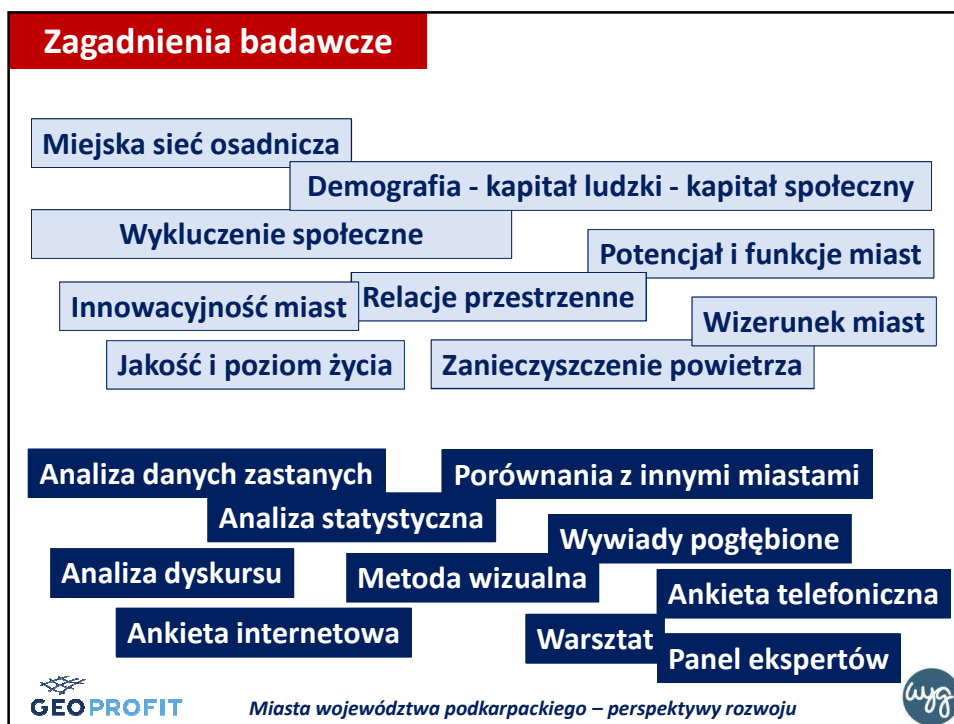 Zagadnienia badawcze
Miejska sieć osadnicza
Demografia - kapitał ludzki - kapitał społeczny
Wykluczenie społeczne
Potencjał i funkcje miast
Innowacyjność miast
Relacje przestrzenne
Wizerunek miast
Jakość i poziom życia
Zanieczyszczenie powietrza
Analiza danych zastanych
Porównania z innymi miastami
Analiza statystyczna
Wywiady pogłębione
Analiza dyskursu
Metoda wizualna
Ankieta telefoniczna
Ankieta internetowa
Warsztat
Panel ekspertów
GEOPROFIT
Miasta województwa podkarpackiego – perspektywy rozwoju
wyg